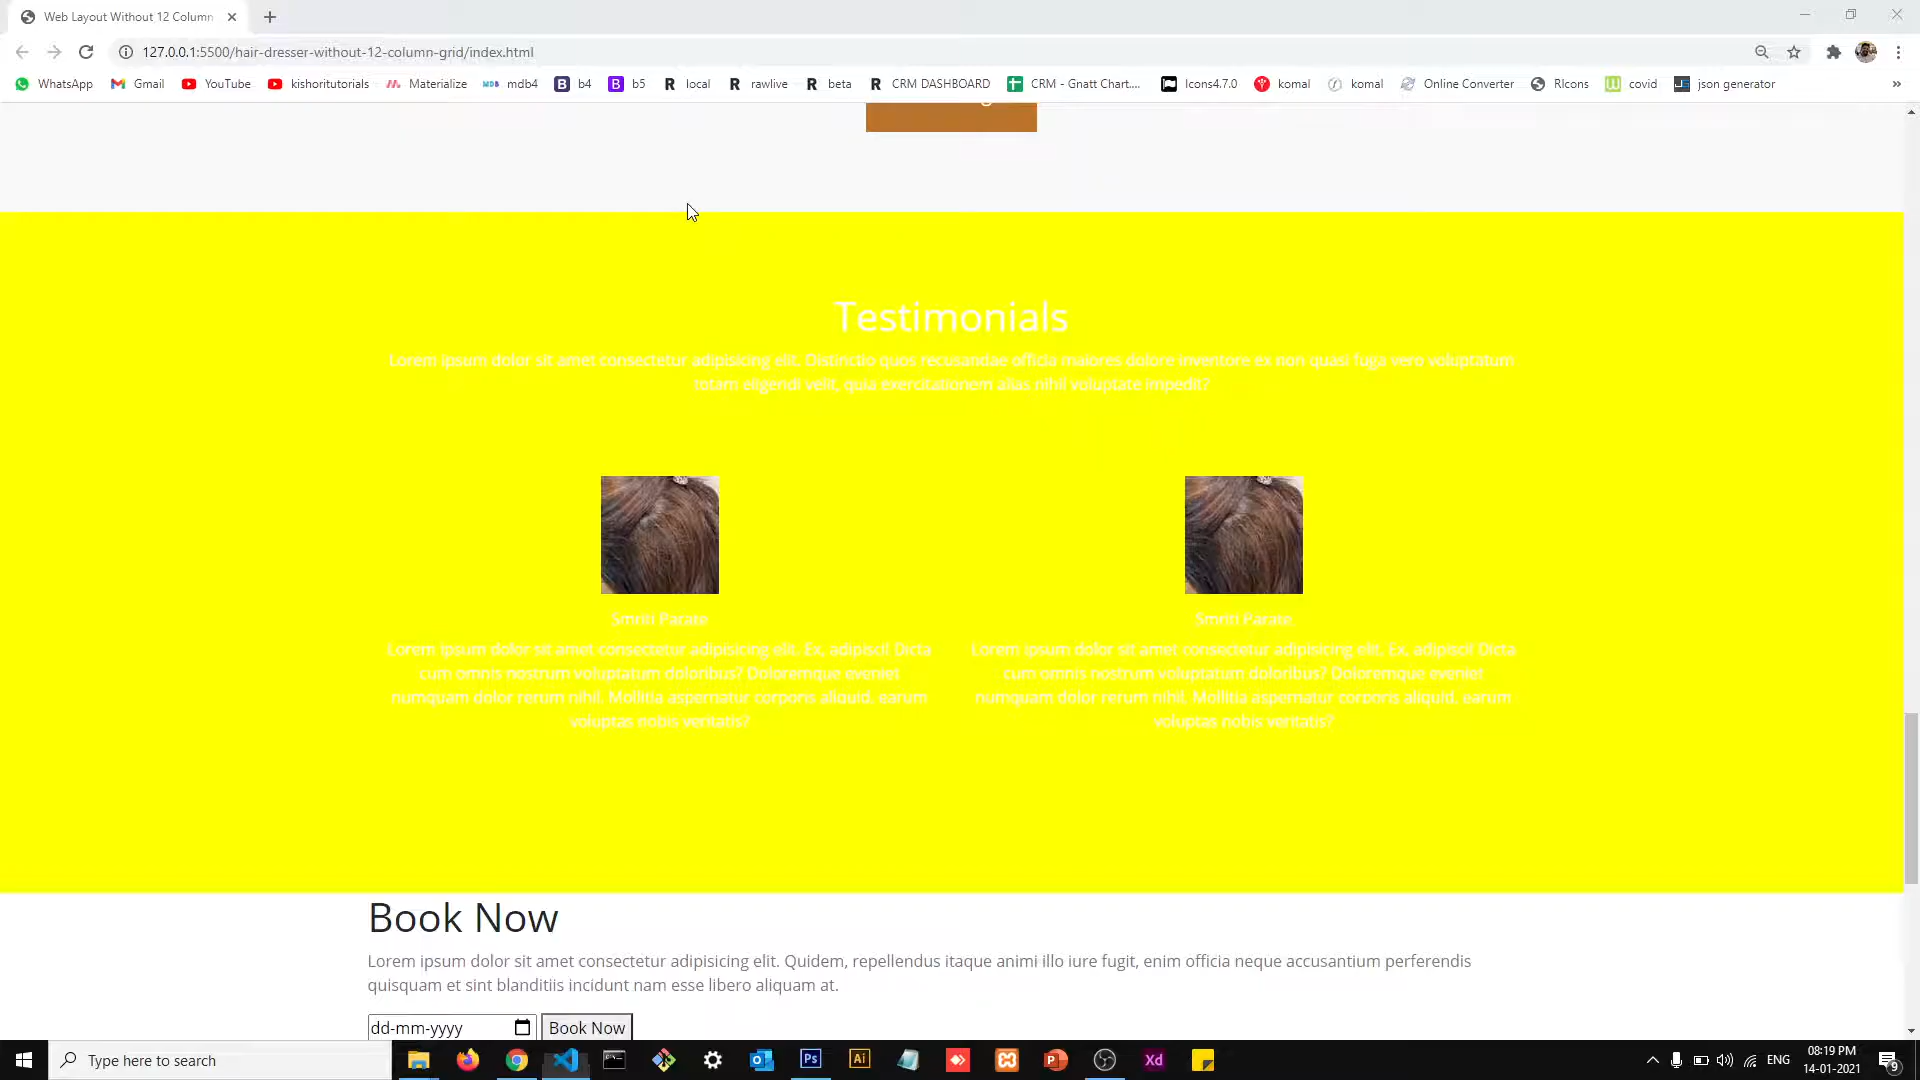 Web Layout Without 12 Column
127.0.0.1:5500/hair-dresser-without-12-column-grid/index.html
WhatsApp Gmail YouTube kishoritutorials Materialize mdb4 b4 b5 local rawlive beta CRM DASHBOARD CRM - Gnatt Chart.... Icons4.7.0 komal komal Online Converter RIcons covid json generator »
Testimonials
Lorem ipsum dolor sit amet consectetur adipisicing elit. Distinctio quos recusandae officia maiores dolore inventore ex non quasi fuga vero voluptatum
totam eligendi velit, quia exercitationem alias nihil voluptate impedit?
Smriti Parate Smriti Parate
Lorem ipsum dolor sit amet consectetur adipisicing elit. Ex, adipisci! Dicta
cum omnis nostrum voluptatum doloribus? Doloremque eveniet
numquam dolor rerum nihil. Mollitia aspernatur corporis aliquid, earum
voluptas nobis veritatis?
Lorem ipsum dolor sit amet consectetur adipisicing elit. Ex, adipisci! Dicta
cum omnis nostrum voluptatum doloribus? Doloremque eveniet
numquam dolor rerum nihil. Mollitia aspernatur corporis aliquid, earum
voluptas nobis veritatis?
Book Now
Lorem ipsum dolor sit amet consectetur adipisicing elit. Quidem, repellendus itaque animi illo iure fugit, enim officia neque accusantium perferendis
quisquam et sint blanditiis incidunt nam esse libero aliquam at.
dd-mm-yyyy Book Now
Type here to search
Ps Ai Xd
ENG
08:19 PM
14-01-2021
9